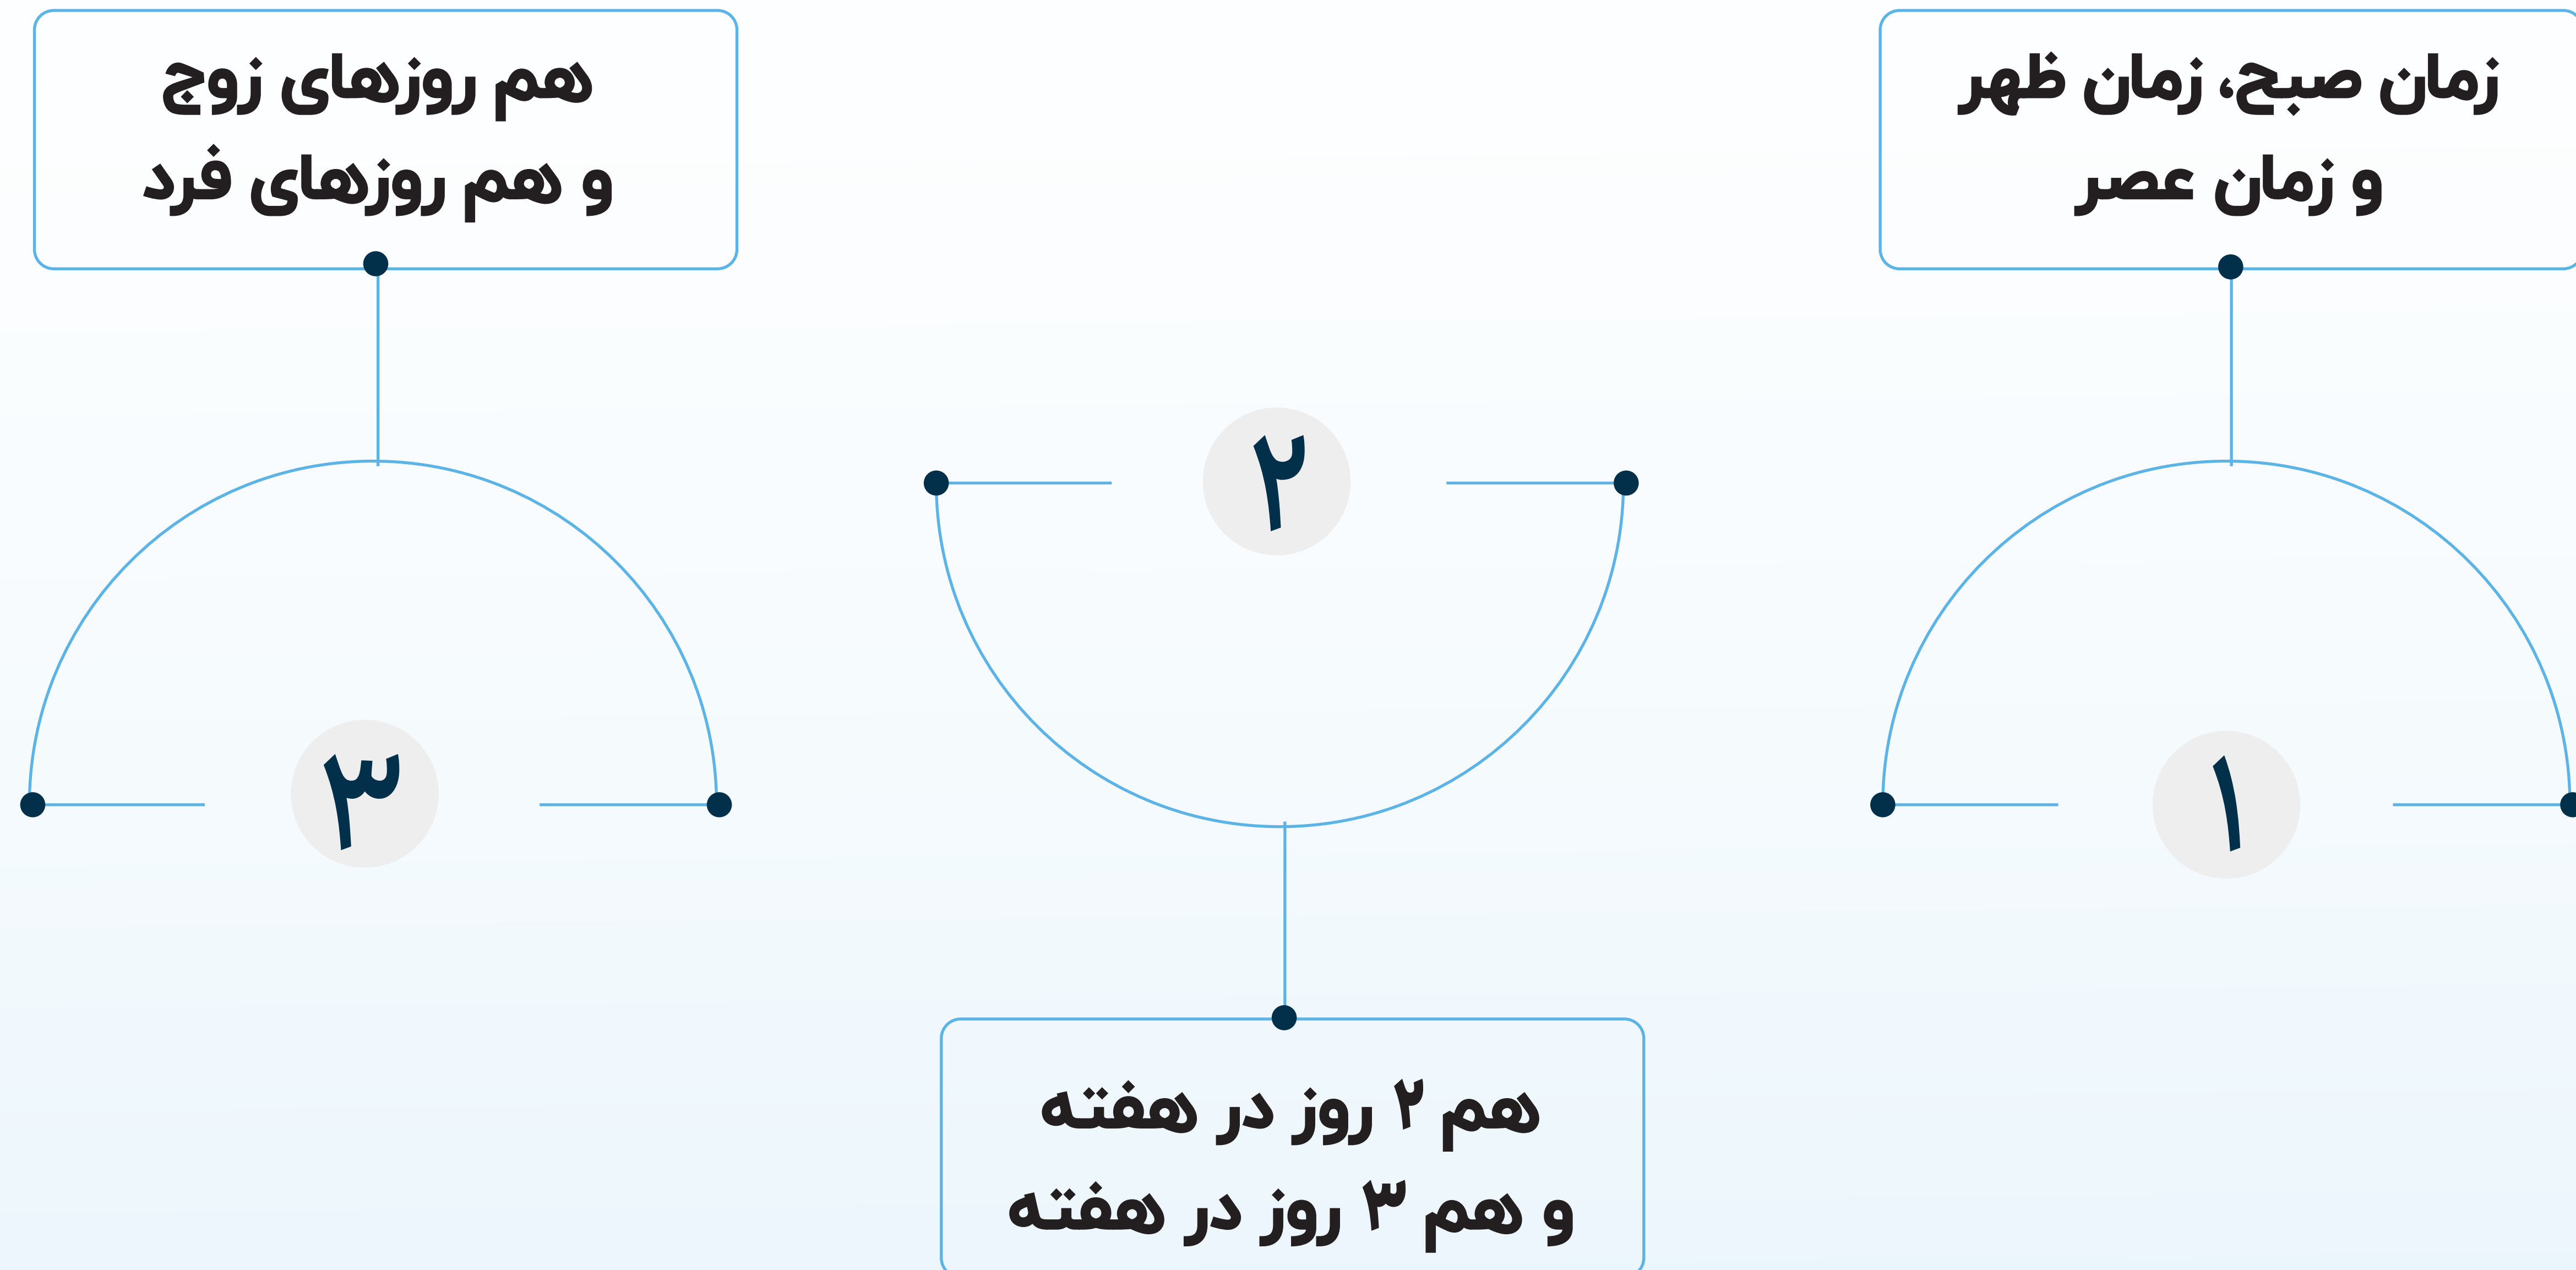 زمان صبح، زمان ظهر
و زمان عصر
۱
۲
هم ۲ روز در هفته
و هم ۳ روز در هفته
هم روزهای زوج
و هم روزهای فرد
۳